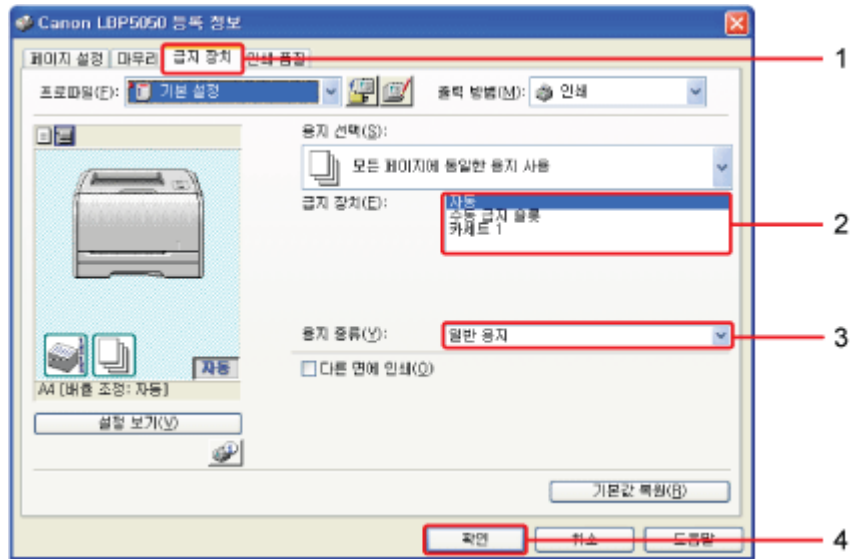 Canon LBP5050 등록 정보
페이지 설정 마무리 급지 장치 인쇄 품질
1
프로파일(F): 기본 설정 출력 방법(M): 인쇄
용지 선택(S):
모든 페이지에 동일한 용지 사용
급지 장치(E): 자동
수동 급지 슬롯
카세트 1
2
용지 종류(Y): 일반 용지
3
자동
다른 면에 인쇄(O)
A4 [배율 조정: 자동]
설정 보기(V)
기본값 복원(R)
확인 취소 도움말
4